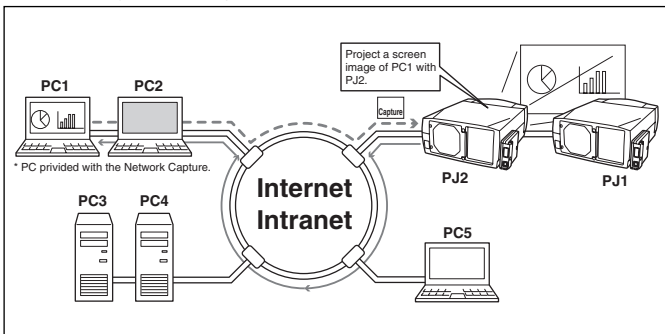 Project a screen
image of PC1 with
PJ2.
PC1
PC2
Capture
* PC privided with the Network Capture.
PJ2
PJ1
Internet
Intranet
PC3
PC4
PC5